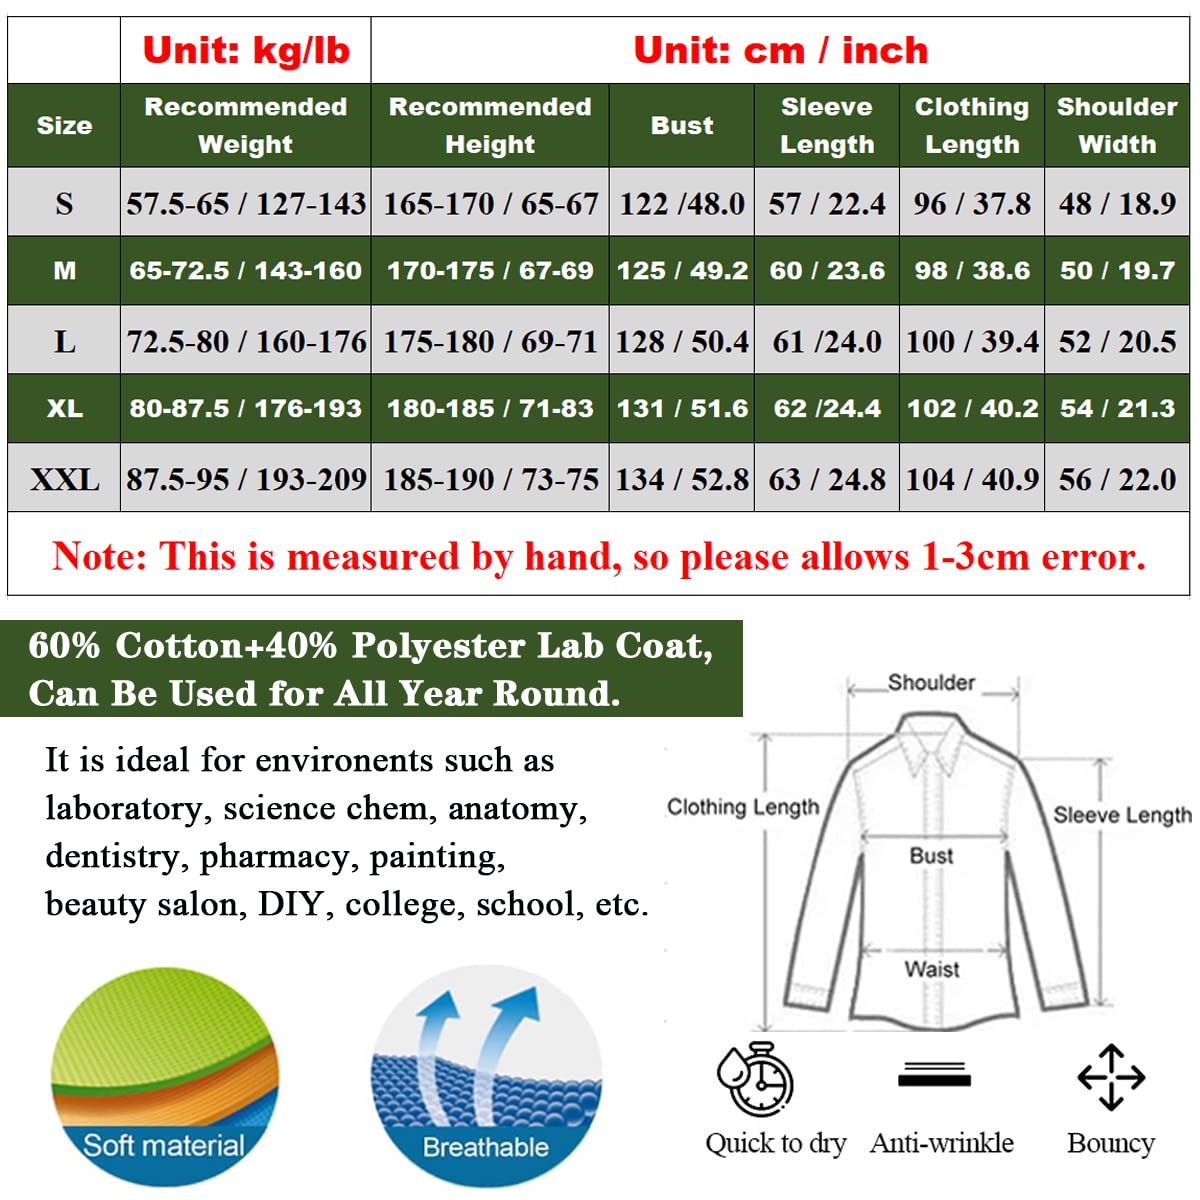 Unit: kg/lb Unit: cm / inch
Size Recommended Weight Recommended Height Bust Sleeve Length Clothing Length Shoulder Width
S 57.5-65 / 127-143 165-170 / 65-67 122 /48.0 57 / 22.4 96 / 37.8 48 / 18.9
M 65-72.5 / 143-160 170-175 / 67-69 125 / 49.2 60 / 23.6 98 / 38.6 50 / 19.7
L 72.5-80 / 160-176 175-180 / 69-71 128 / 50.4 61 /24.0 100 / 39.4 52 / 20.5
XL 80-87.5 / 176-193 180-185 / 71-83 131 / 51.6 62 /24.4 102 / 40.2 54 / 21.3
XXL 87.5-95 / 193-209 185-190 / 73-75 134 / 52.8 63 / 24.8 104 / 40.9 56 / 22.0
Note: This is measured by hand, so please allows 1-3cm error.
60% Cotton+40% Polyester Lab Coat,
Can Be Used for All Year Round.
It is ideal for environents such as
laboratory, science chem, anatomy,
dentistry, pharmacy, painting,
beauty salon, DIY, college, school, etc.
Shoulder
Clothing Length
Sleeve Length
Bust
Waist
Soft material
Breathable
Quick to dry
Anti-wrinkle
Bouncy